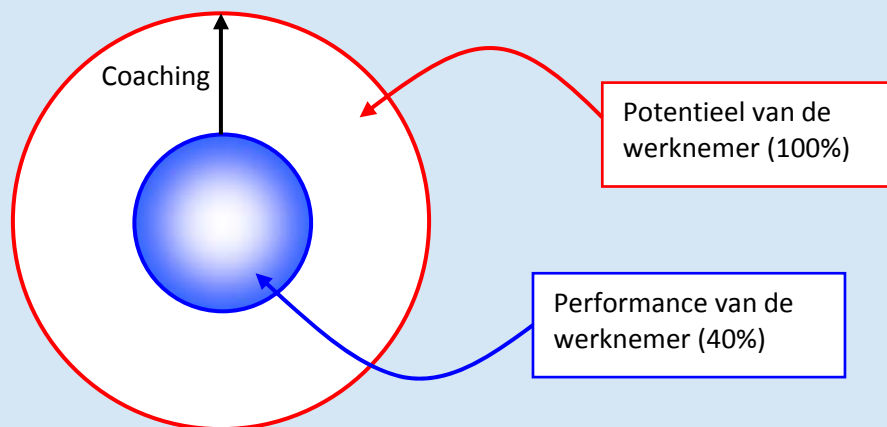 Coaching
Potentieel van de
werknemer (100%)
Performance van de
werknemer (40%)